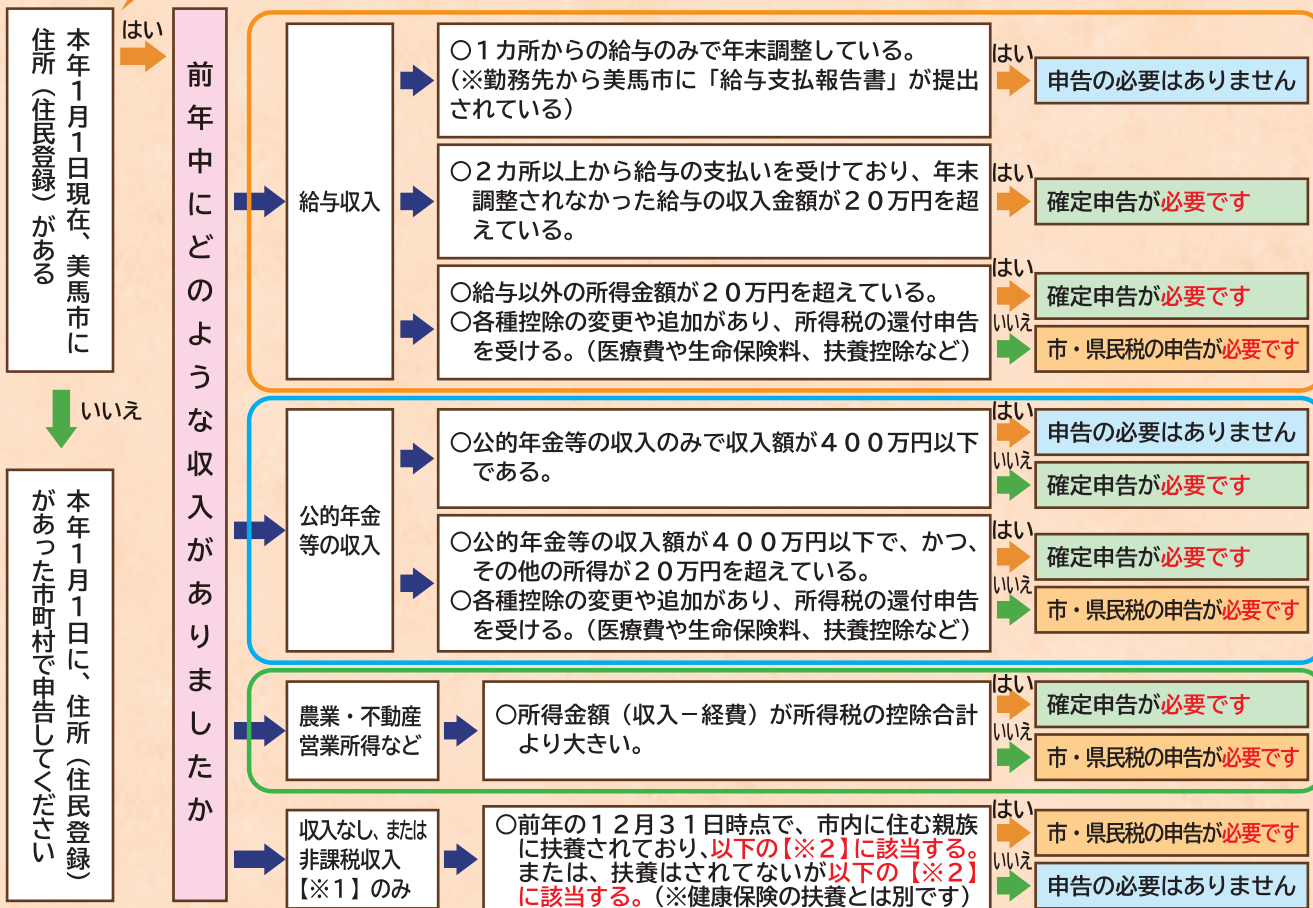 本年1月1日現在、美馬市に
住所（住民登録）がある
はい
いいえ
本年1月1日に、住所（住民登録）
があった市町村で申告してください
前年中にどのような収入がありましたか
給与収入
○1カ所からの給与のみで年末調整している。
(※勤務先から美馬市に「給与支払報告書」が提出
されている)
はい
申告の必要はありません
○2カ所以上から給与の支払いを受けており、年末
調整されなかった給与の収入金額が20万円を超
えている。
はい
確定申告が必要です
○給与以外の所得金額が20万円を超えている。
○各種控除の変更や追加があり、所得税の還付申告
を受ける。(医療費や生命保険料、扶養控除など)
はい
確定申告が必要です
いいえ
市・県民税の申告が必要です
公的年金
等の収入
○公的年金等の収入のみで収入額が400万円以下
である。
はい
申告の必要はありません
いいえ
確定申告が必要です
○公的年金等の収入額が400万円以下で、かつ、
その他の所得が20万円を超えている。
○各種控除の変更や追加があり、所得税の還付申告
を受ける。(医療費や生命保険料、扶養控除など)
はい
確定申告が必要です
いいえ
市・県民税の申告が必要です
農業・不動産
営業所得など
○所得金額（収入－経費）が所得税の控除合計
より大きい。
はい
確定申告が必要です
いいえ
市・県民税の申告が必要です
収入なし、または
非課税収入
【※1】のみ
○前年の12月31日時点で、市内に住む親族
に扶養されており、以下の【※2】に該当する。
または、扶養はされてないが以下の【※2】
に該当する。(※健康保険の扶養とは別です)
はい
市・県民税の申告が必要です
いいえ
申告の必要はありません